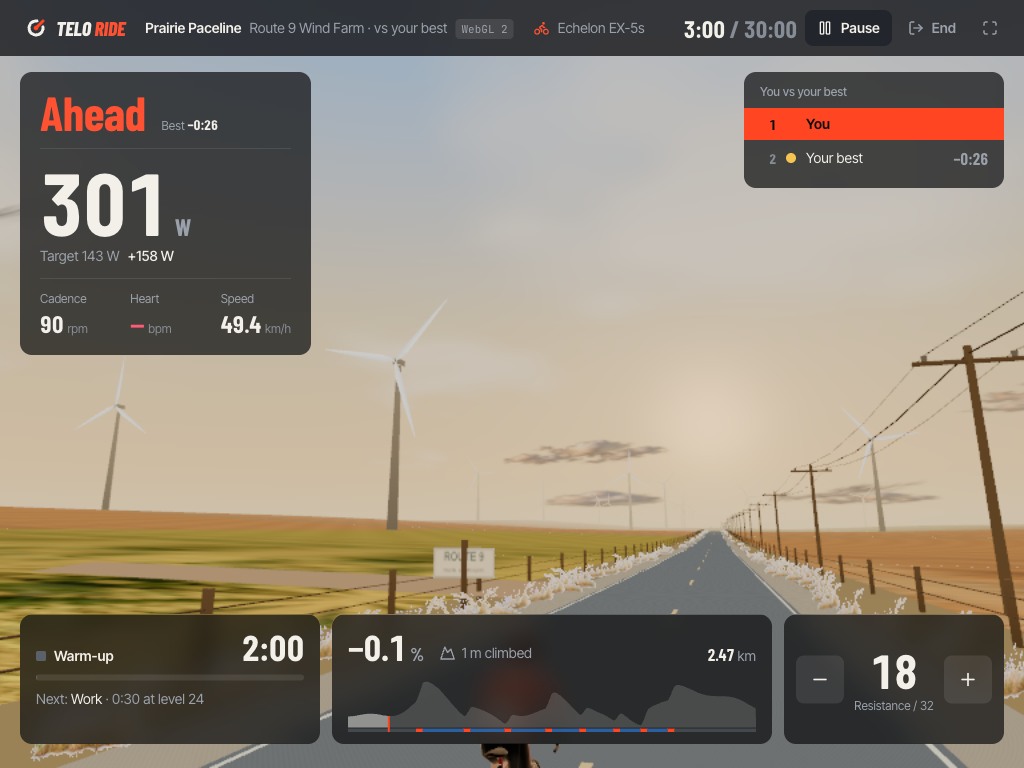 TELO RIDE Prairie Paceline Route 9 Wind Farm · vs your best WebGL 2 Echelon EX-5s 3:00 / 30:00 Pause End
Ahead Best −0:26
301 W
Target 143 W +158 W
Cadence Heart Speed
90 rpm – bpm 49.4 km/h
You vs your best
1 You
2 Your best −0:26
ROUTE 9
Warm-up 2:00
Next: Work · 0:30 at level 24
−0.1 % 1 m climbed 2.47 km
− 18 +
Resistance / 32